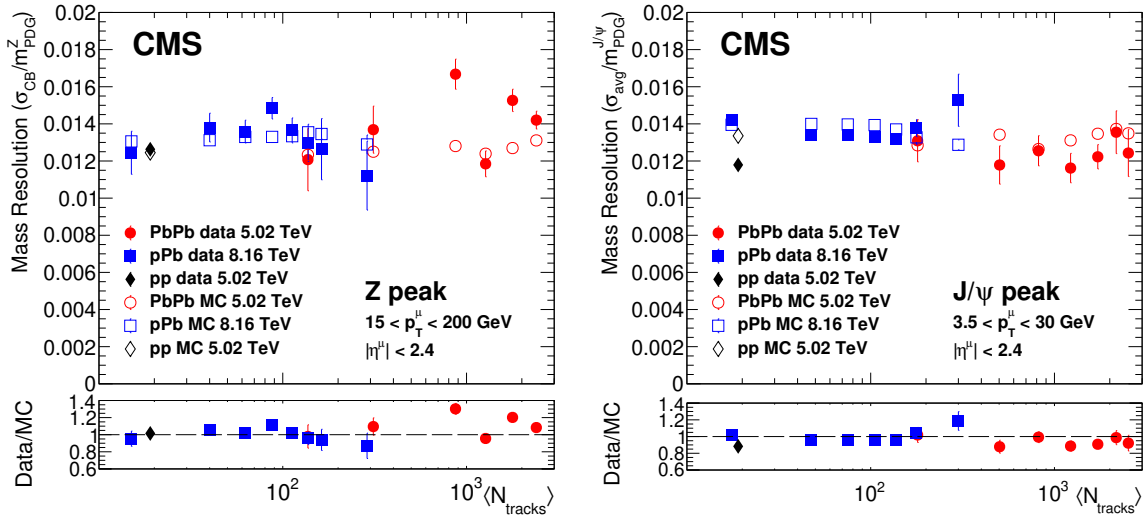 Mass Resolution (σ_CB/m^Z_PDG)
0.02
0.018
0.016
0.014
0.012
0.01
0.008
0.006
0.004
0.002
0
CMS
PbPb data 5.02 TeV
pPb data 8.16 TeV
pp data 5.02 TeV
PbPb MC 5.02 TeV
pPb MC 8.16 TeV
pp MC 5.02 TeV
Z peak
15 < p_T^μ < 200 GeV
|η^μ| < 2.4
Data/MC
1.4
1.2
1
0.8
0.6
10^2
10^3
⟨N_tracks⟩
Mass Resolution (σ_avg/m^J/ψ_PDG)
0.02
0.018
0.016
0.014
0.012
0.01
0.008
0.006
0.004
0.002
0
CMS
PbPb data 5.02 TeV
pPb data 8.16 TeV
pp data 5.02 TeV
PbPb MC 5.02 TeV
pPb MC 8.16 TeV
pp MC 5.02 TeV
J/ψ peak
3.5 < p_T^μ < 30 GeV
|η^μ| < 2.4
Data/MC
1.4
1.2
1
0.8
0.6
10^2
10^3
⟨N_tracks⟩